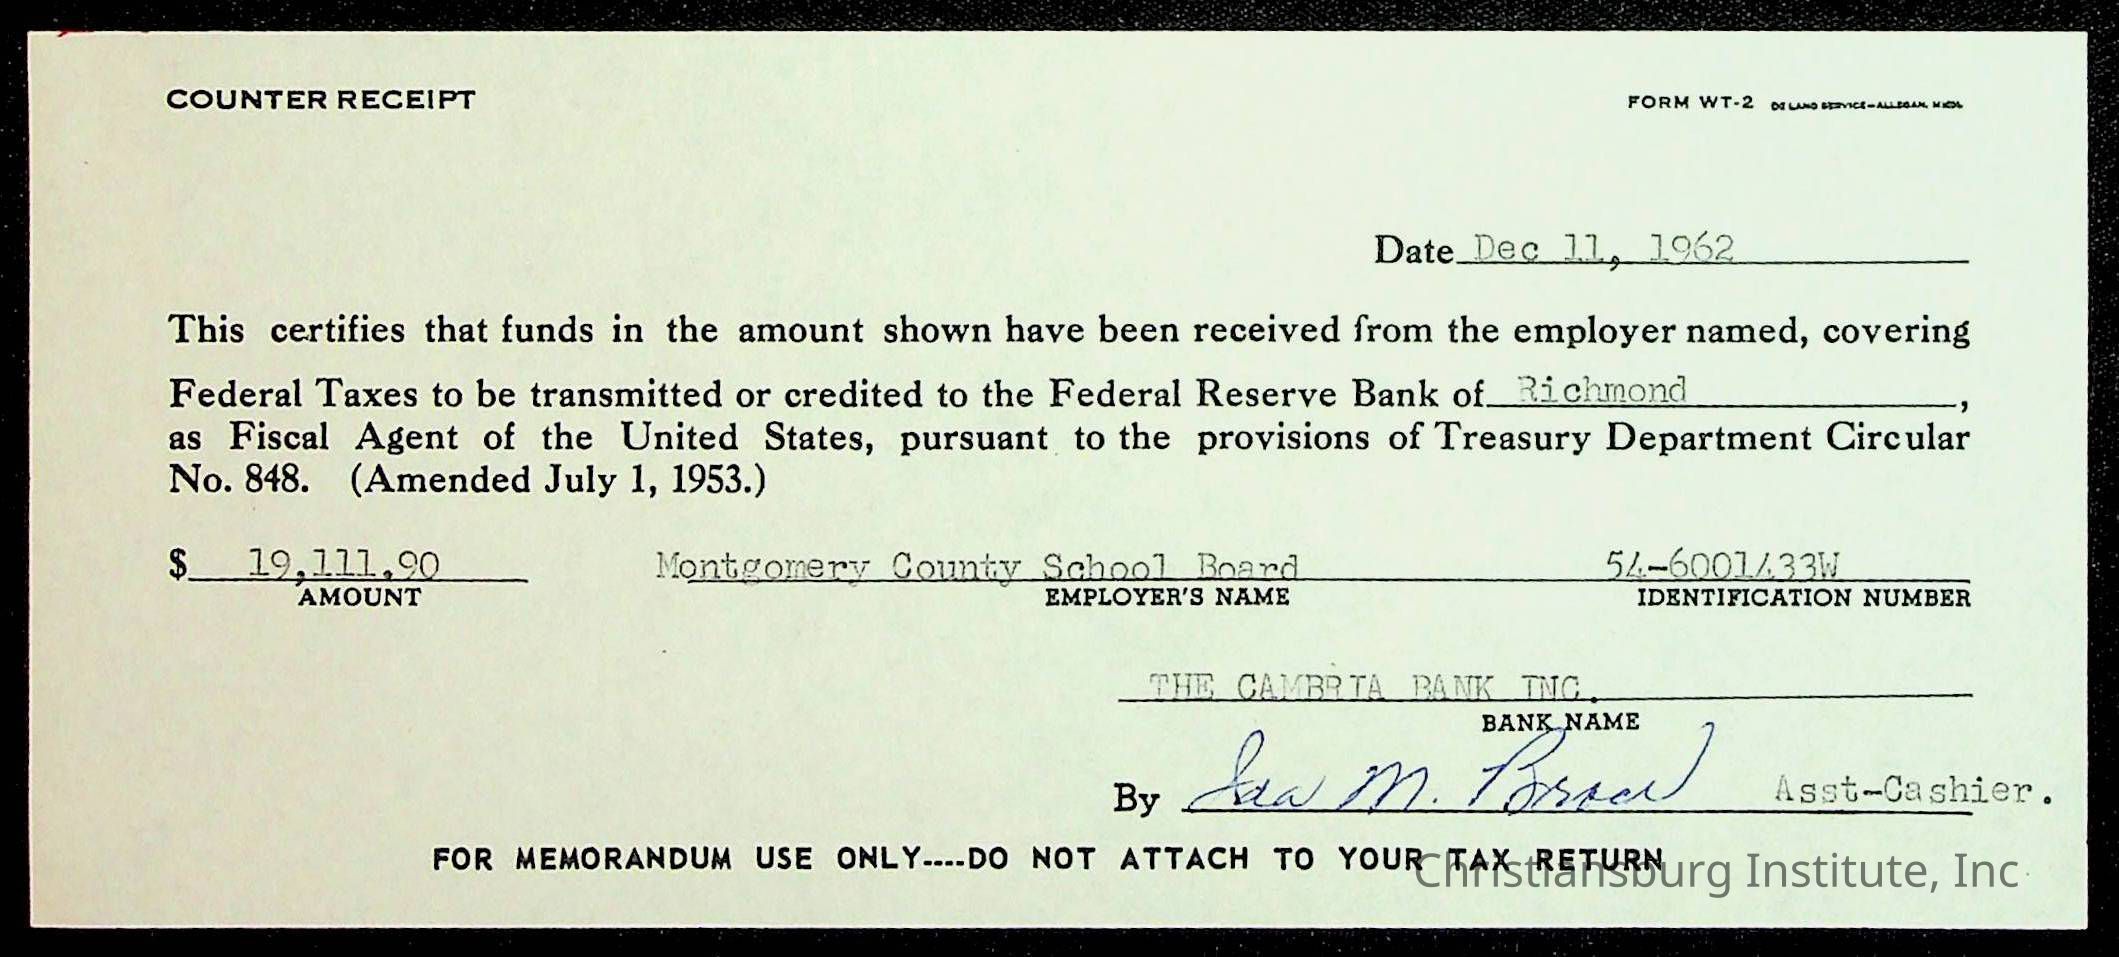 COUNTER RECEIPT
FORM WT-2 DE LAND SERVICE-ALLEGAN, MICH.
Date Dec 11, 1962
This certifies that funds in the amount shown have been received from the employer named, covering
Federal Taxes to be transmitted or credited to the Federal Reserve Bank of Richmond,
as Fiscal Agent of the United States, pursuant to the provisions of Treasury Department Circular
No. 848. (Amended July 1, 1953.)
$ 19,111.90 Montgomery County School Board 54-6001433W
AMOUNT EMPLOYER'S NAME IDENTIFICATION NUMBER
THE CAMBRIA BANK INC.
BANK NAME
By M. Asst-Cashier.
FOR MEMORANDUM USE ONLY----DO NOT ATTACH TO YOUR TAX RETURN
Christiansburg Institute, Inc